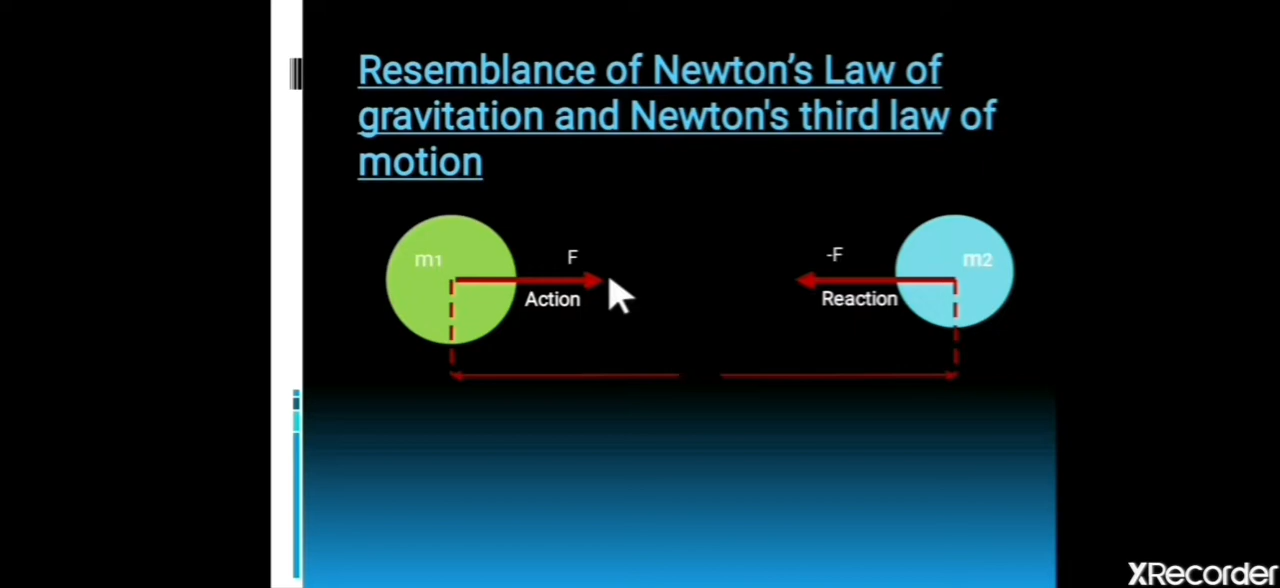 Resemblance of Newton’s Law of
gravitation and Newton's third law of
motion
m1
F
-F
m2
Action
Reaction
XRecorder